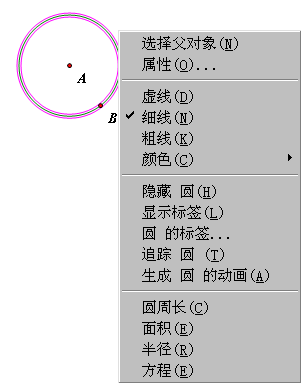 A
B
选择父对象(N)
属性(O)...
虚线(D)
细线(N)
粗线(K)
颜色(C)
隐藏 圆(H)
显示标签(L)
圆 的标签...
追踪 圆 (T)
生成 圆 的动画(A)
圆周长(C)
面积(E)
半径(R)
方程(E)